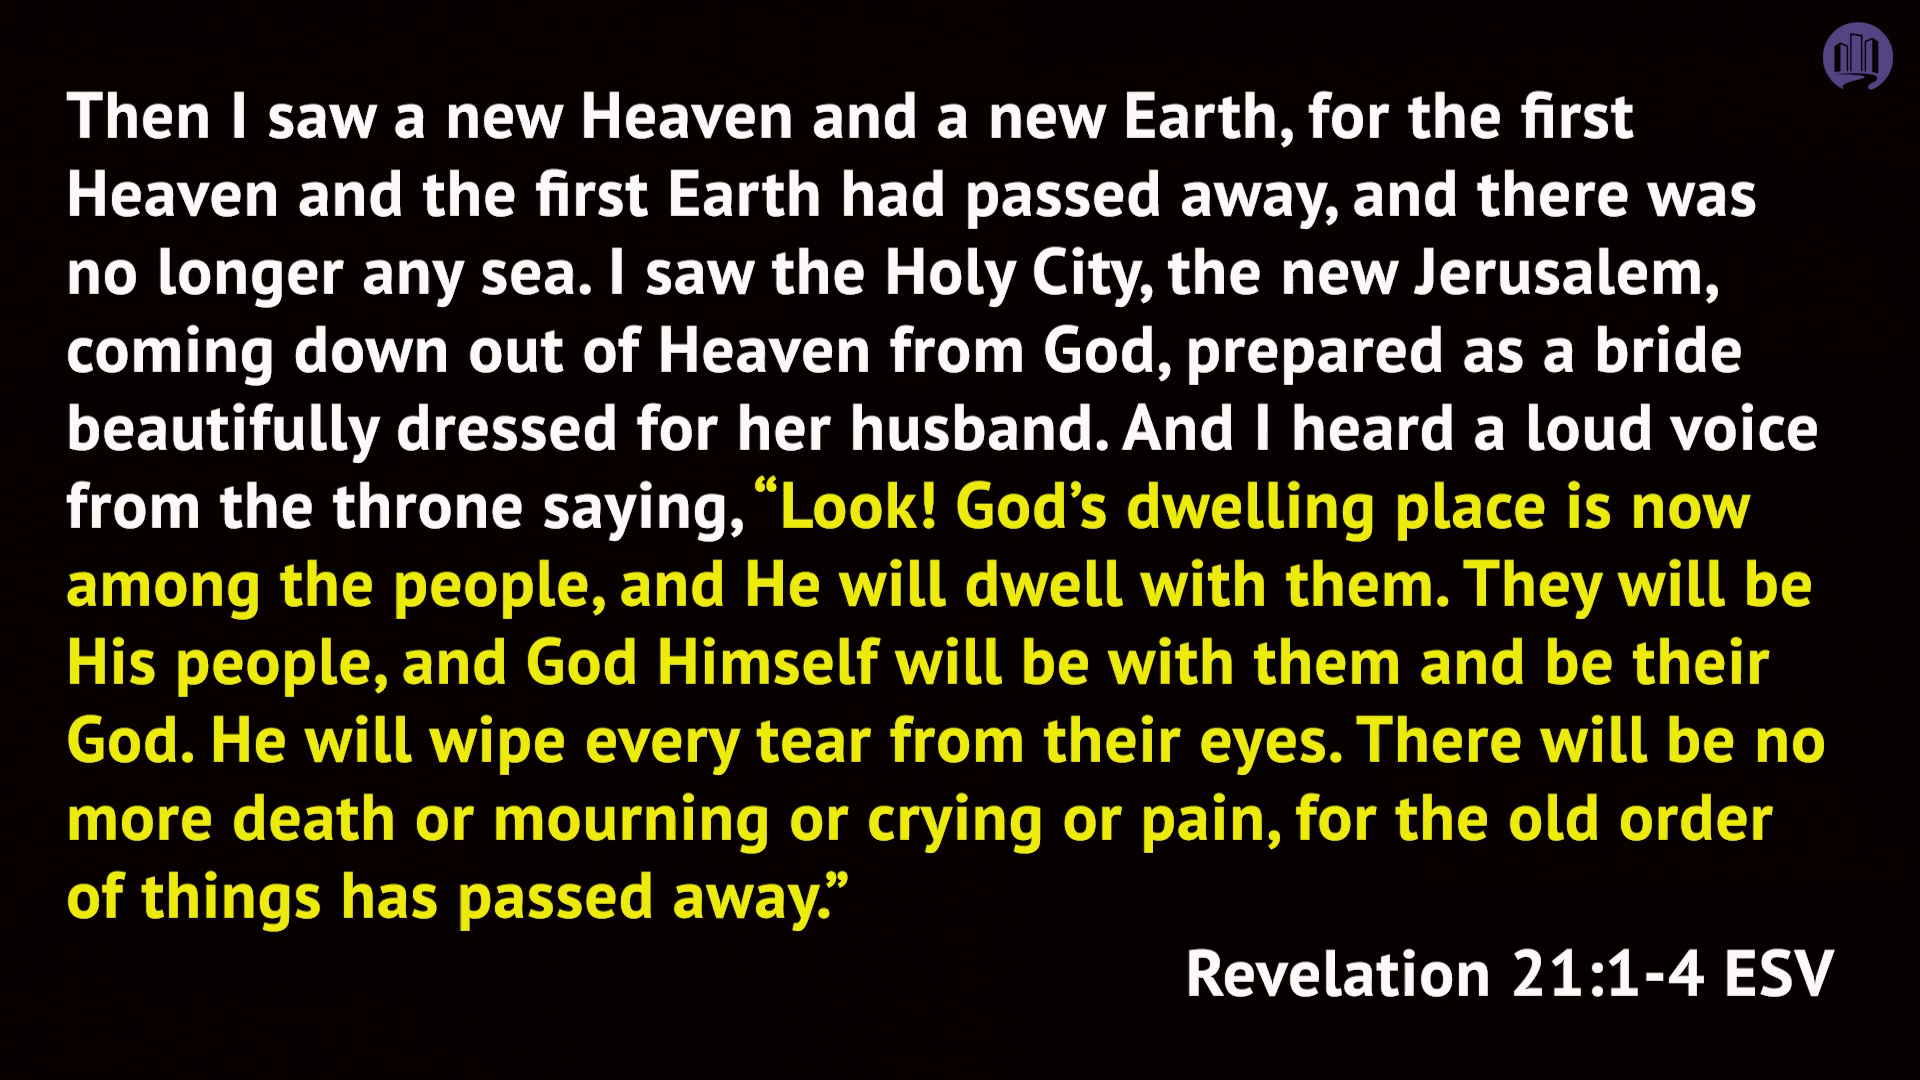 Then I saw a new Heaven and a new Earth, for the first
Heaven and the first Earth had passed away, and there was
no longer any sea. I saw the Holy City, the new Jerusalem,
coming down out of Heaven from God, prepared as a bride
beautifully dressed for her husband. And I heard a loud voice
from the throne saying, “Look! God’s dwelling place is now
among the people, and He will dwell with them. They will be
His people, and God Himself will be with them and be their
God. He will wipe every tear from their eyes. There will be no
more death or mourning or crying or pain, for the old order
of things has passed away.”
Revelation 21:1-4 ESV